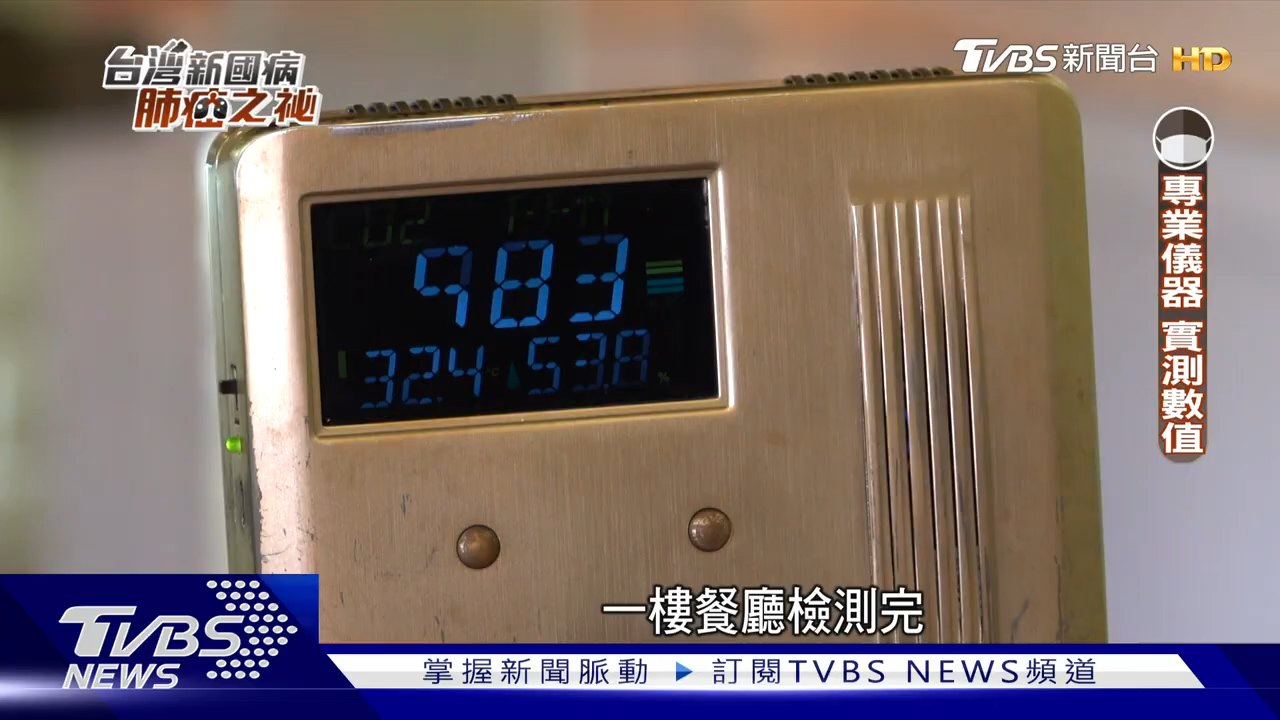 台灣新國病
肺癌之祕
TVBS新聞台 HD
專業儀器 實測數值
983
32.4 °C 53.8 %
一樓餐廳檢測完
TVBS
NEWS
掌握新聞脈動 ▶ 訂閱TVBS NEWS頻道